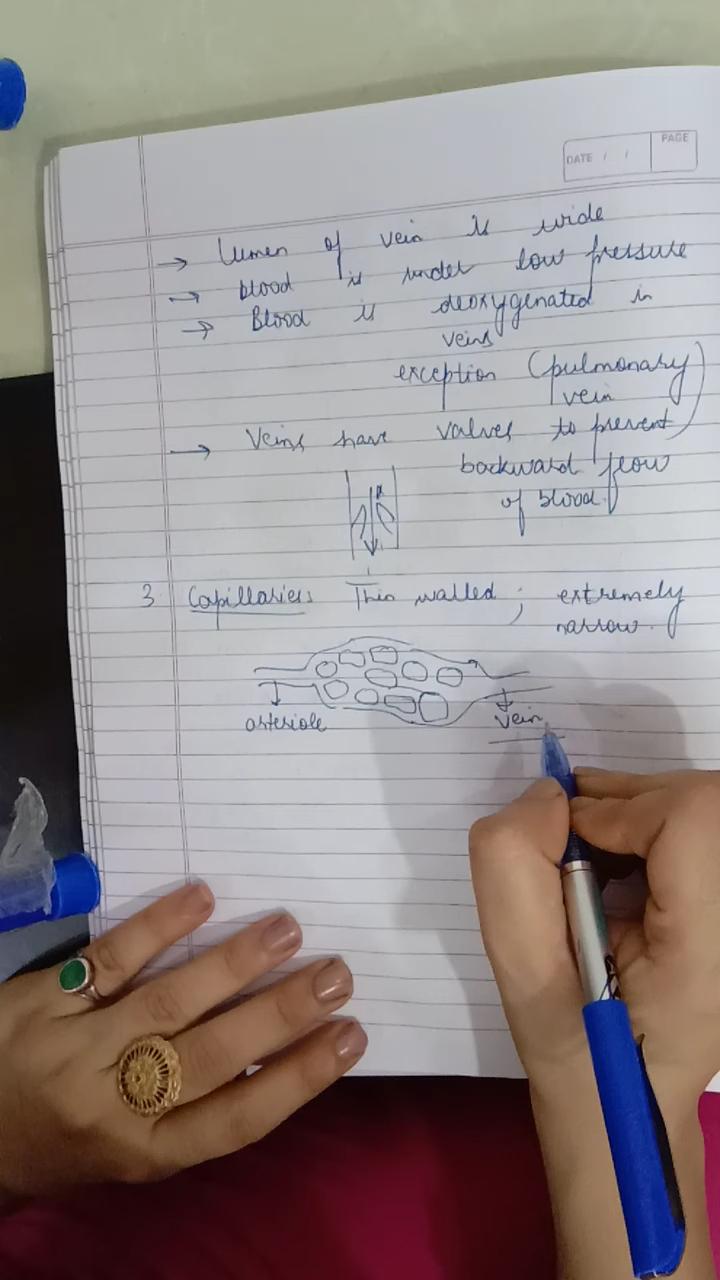 PAGE
DATE / /
→ lumen of vein is wide
→ blood is under low pressure
→ Blood is deoxygenated in
veins
exception (pulmonary
vein)
→ Veins have valves to prevent
backward flow
of blood.
3 Capillaries Thin walled ; extremely
narrow.
arteriole
vein